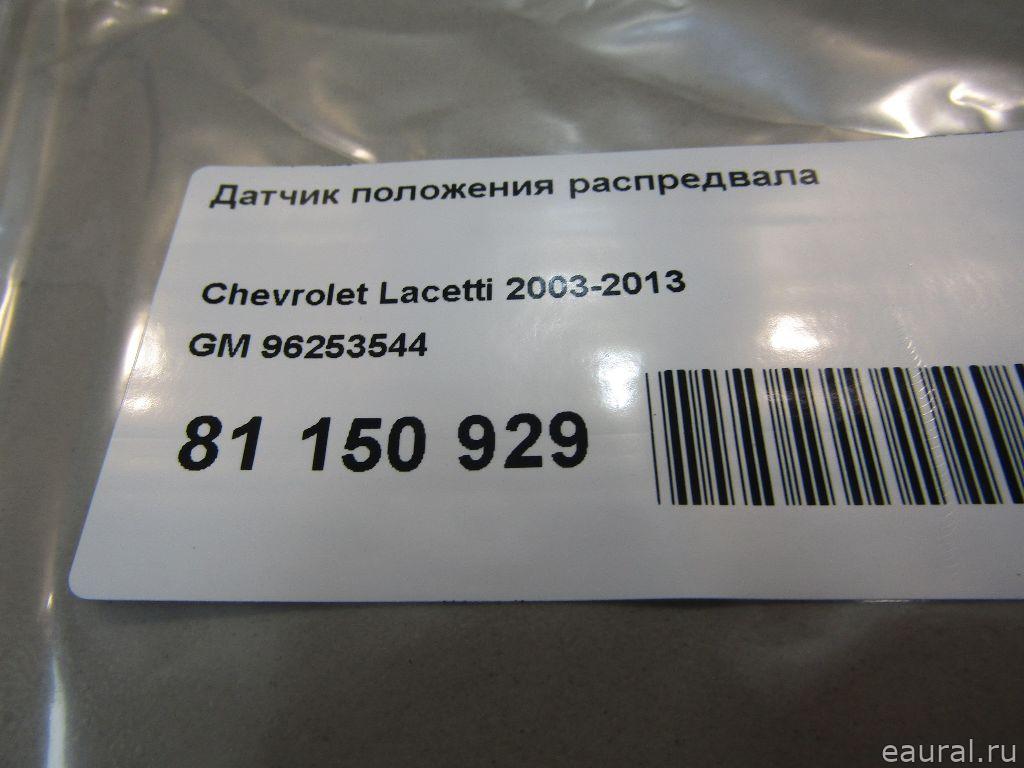 Датчик положения распредвала
Chevrolet Lacetti 2003-2013
GM 96253544
81 150 929
eaural.ru